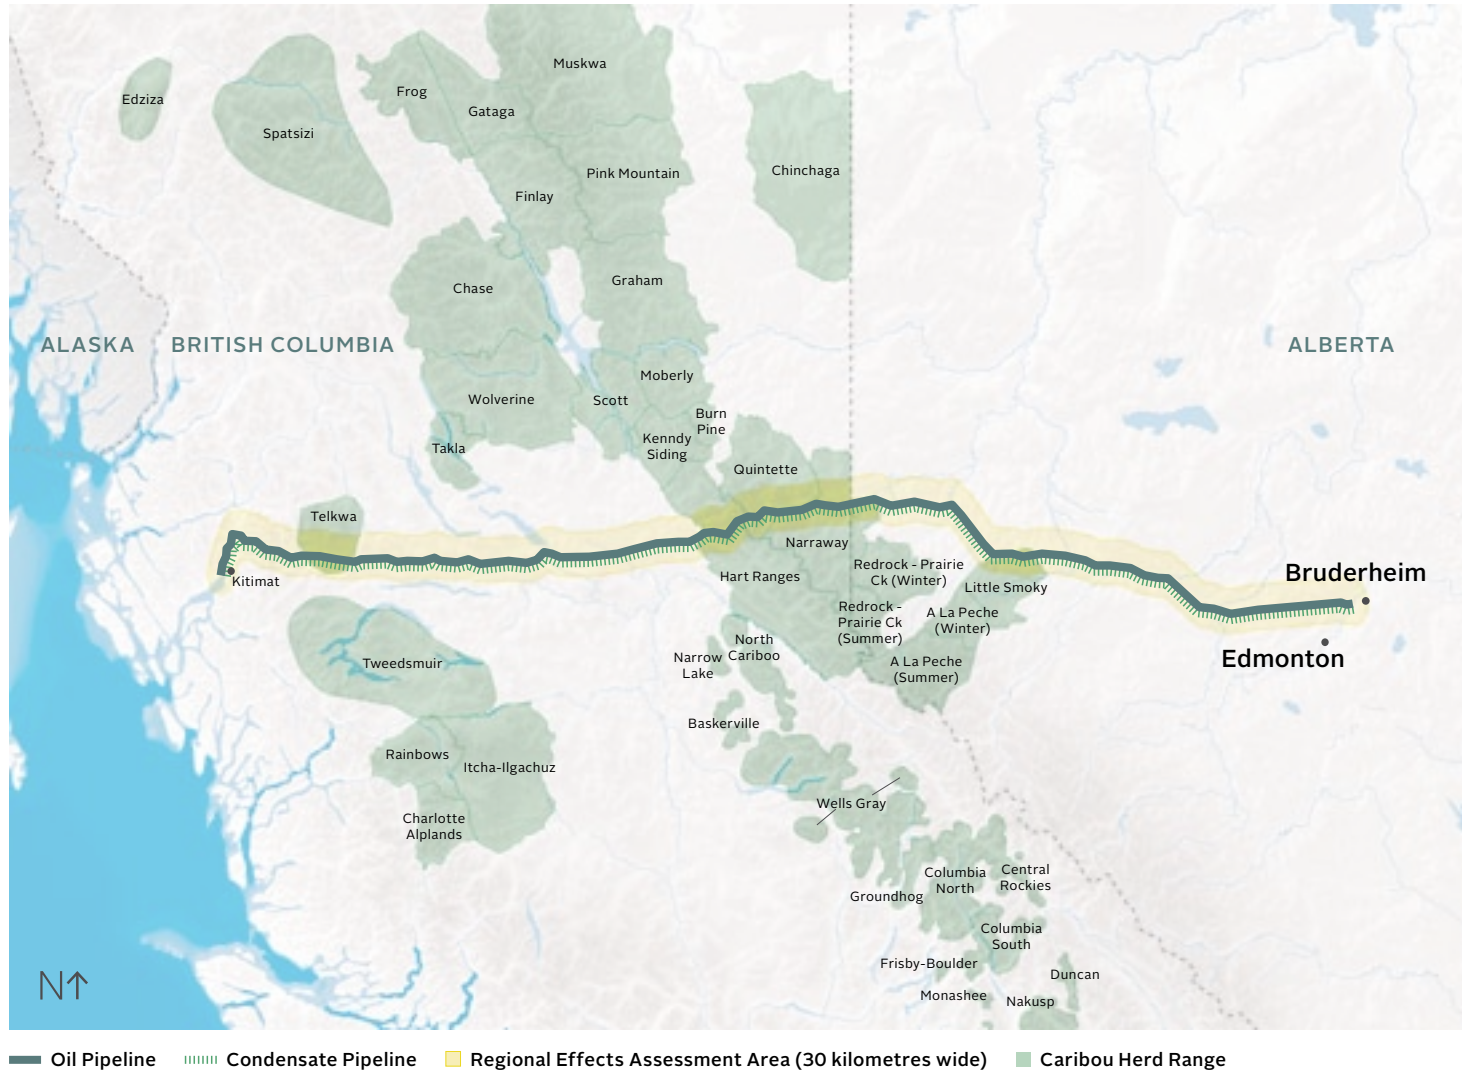 Muskwa
Edziza
Frog
Gataga
Spatsizi
Pink Mountain
Chinchaga
Finlay
Chase
Graham
ALASKA
BRITISH COLUMBIA
ALBERTA
Moberly
Wolverine
Scott
Burn
Pine
Takla
Kenndy
Siding
Quintette
Telkwa
Narraway
Kitimat
Hart Ranges
Redrock - Prairie
Ck (Winter)
Little Smoky
Bruderheim
Redrock -
Prairie Ck
(Summer)
A La Peche
(Winter)
North
Cariboo
Narrow
Lake
Tweedsmuir
A La Peche
(Summer)
Edmonton
Baskerville
Rainbows
Itcha-Ilgachuz
Wells Gray
Charlotte
Alplands
Columbia
North
Central
Rockies
Groundhog
Columbia
South
Frisby-Boulder
Duncan
Monashee
Nakusp
N↑
Oil Pipeline
Condensate Pipeline
Regional Effects Assessment Area (30 kilometres wide)
Caribou Herd Range